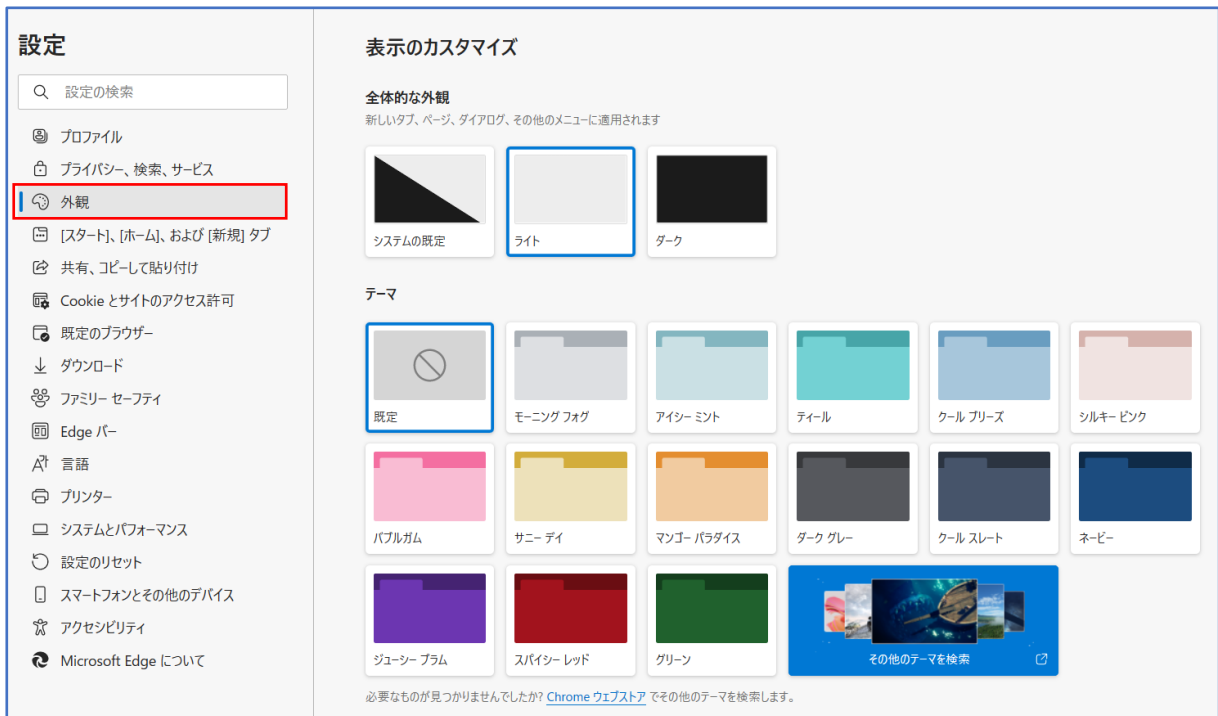 設定
設定の検索
プロファイル
プライバシー、検索、サービス
外観
[スタート]、[ホーム]、および [新規] タブ
共有、コピーして貼り付け
Cookie とサイトのアクセス許可
既定のブラウザー
ダウンロード
ファミリー セーフティ
Edge バー
言語
プリンター
システムとパフォーマンス
設定のリセット
スマートフォンとその他のデバイス
アクセシビリティ
Microsoft Edge について
表示のカスタマイズ
全体的な外観
新しいタブ、ページ、ダイアログ、その他のメニューに適用されます
システムの既定 ライト ダーク
テーマ
既定 モーニング フォグ アイシー ミント ティール クール ブリーズ シルキー ピンク
バブルガム サニー デイ マンゴー パラダイス ダーク グレー クール スレート ネービー
ジューシー プラム スパイシー レッド グリーン その他のテーマを検索
必要なものが見つかりませんでしたか? Chrome ウェブストア でその他のテーマを検索します。